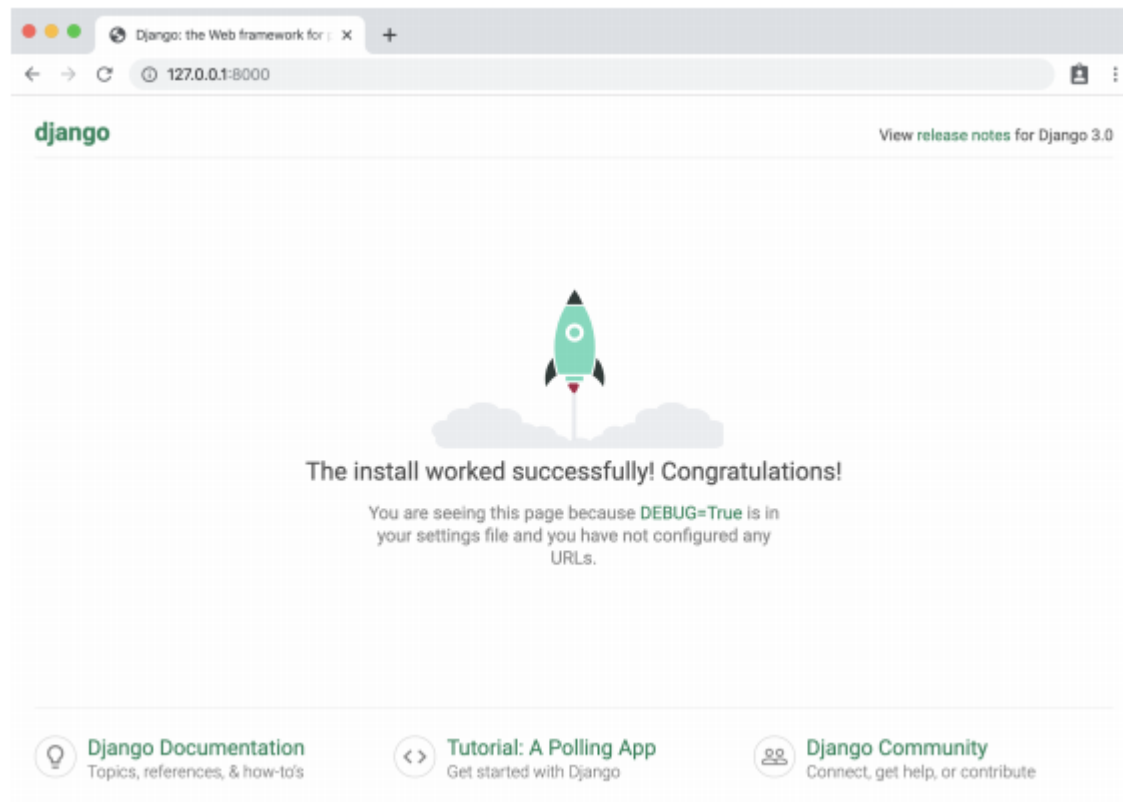 Django: the Web framework for
127.0.0.1:8000
django
View release notes for Django 3.0
The install worked successfully! Congratulations!
You are seeing this page because DEBUG=True is in
your settings file and you have not configured any
URLs.
Django Documentation
Topics, references, & how-to's
Tutorial: A Polling App
Get started with Django
Django Community
Connect, get help, or contribute